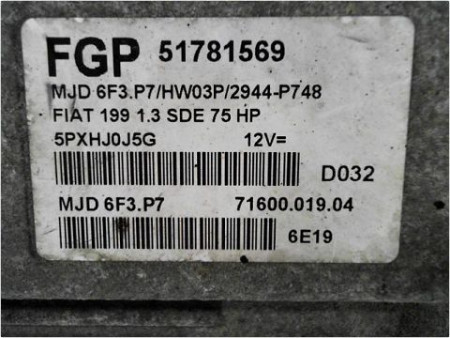 FGP 51781569
MJD 6F3.P7/HW03P/2944-P748
FIAT 199 1.3 SDE 75 HP
5PXHJ0J5G 12V=
D032
MJD 6F3.P7 71600.019.04
6E19